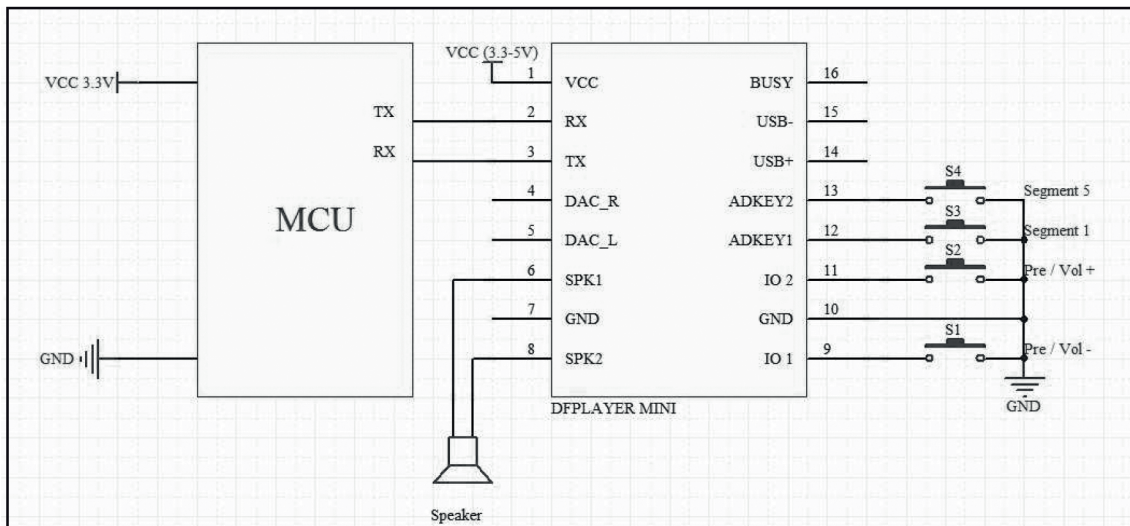 VCC 3.3V
GND
MCU
TX
RX
VCC (3.3-5V)
1 VCC
2 RX
3 TX
4 DAC_R
5 DAC_L
6 SPK1
7 GND
8 SPK2
BUSY 16
USB- 15
USB+ 14
ADKEY2 13
ADKEY1 12
IO 2 11
GND 10
IO 1 9
DFPLAYER MINI
S4
Segment 5
S3
Segment 1
S2
Pre / Vol +
S1
Pre / Vol -
GND
Speaker